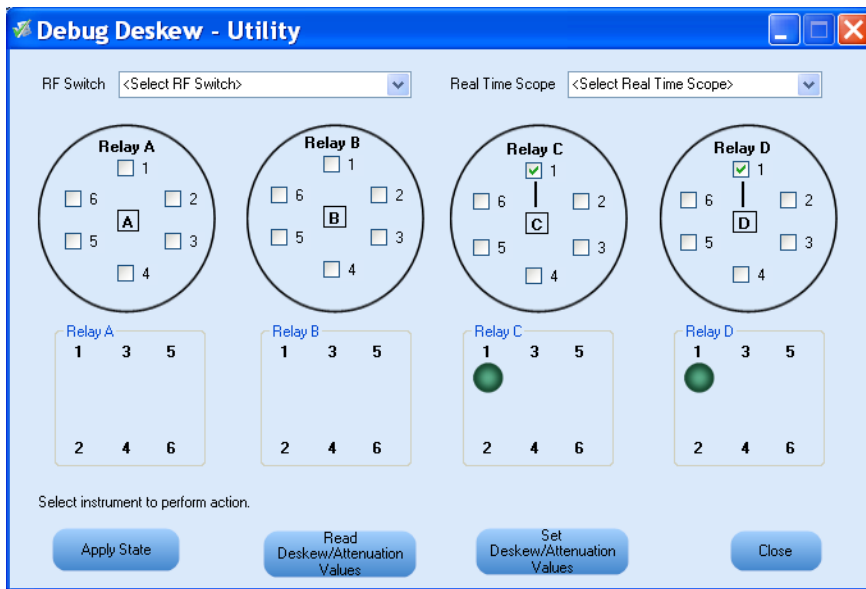 Debug Deskew - Utility
RF Switch <Select RF Switch> Real Time Scope <Select Real Time Scope>
Relay A
1
6 2
A
5 3
4
Relay B
1
6 2
B
5 3
4
Relay C
1
6 2
C
5 3
4
Relay D
1
6 2
D
5 3
4
Relay A
1 3 5
2 4 6
Relay B
1 3 5
2 4 6
Relay C
1 3 5
2 4 6
Relay D
1 3 5
2 4 6
Select instrument to perform action.
Apply State
Read
Deskew/Attenuation
Values
Set
Deskew/Attenuation
Values
Close